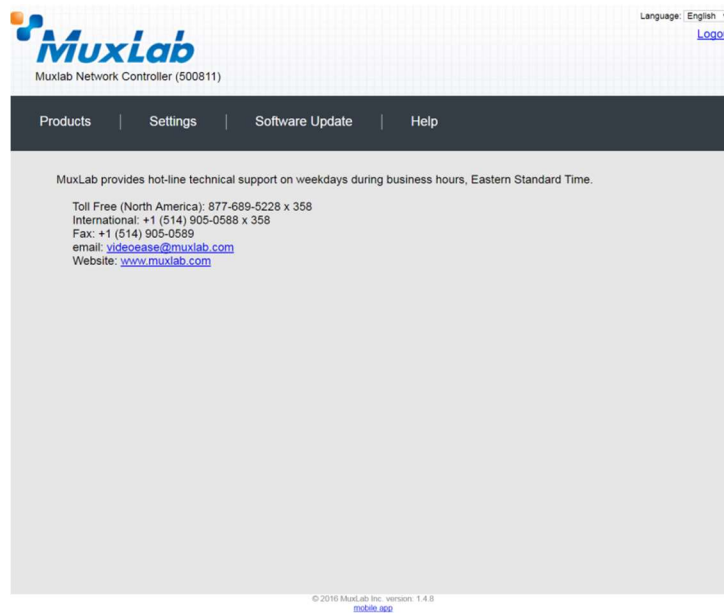 Language: English
MuxLab
Muxlab Network Controller (500811)
Products | Settings | Software Update | Help
MuxLab provides hot-line technical support on weekdays during business hours, Eastern Standard Time.
Toll Free (North America): 877-689-5228 x 358
International: +1 (514) 905-0588 x 358
Fax: +1 (514) 905-0589
email: videoease@muxlab.com
Website: www.muxlab.com
© 2016 MuxLab Inc. version: 1.4.8
mobile app